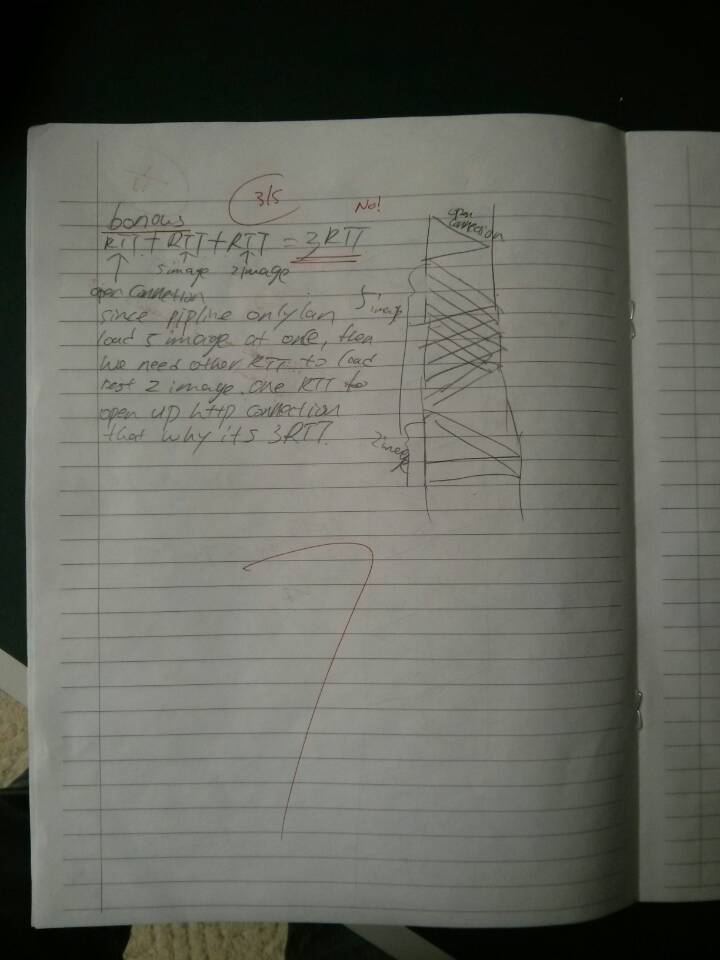 3/5
No!
bonous
RTT + RTT + RTT = 3RTT
5 image 2 image
open Connection
since pipline only Can
load 5 image at one, then
we need other RTT to load
rest 2 image. one RTT to
open up http connection
that why its 3RTT.
open
connection
5 image
2 image